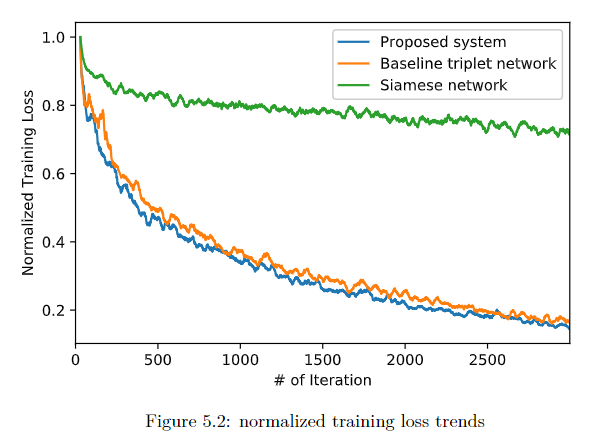 1.0
0.8
0.6
0.4
0.2
Normalized Training Loss
Proposed system
Baseline triplet network
Siamese network
0 500 1000 1500 2000 2500
# of Iteration
Figure 5.2: normalized training loss trends